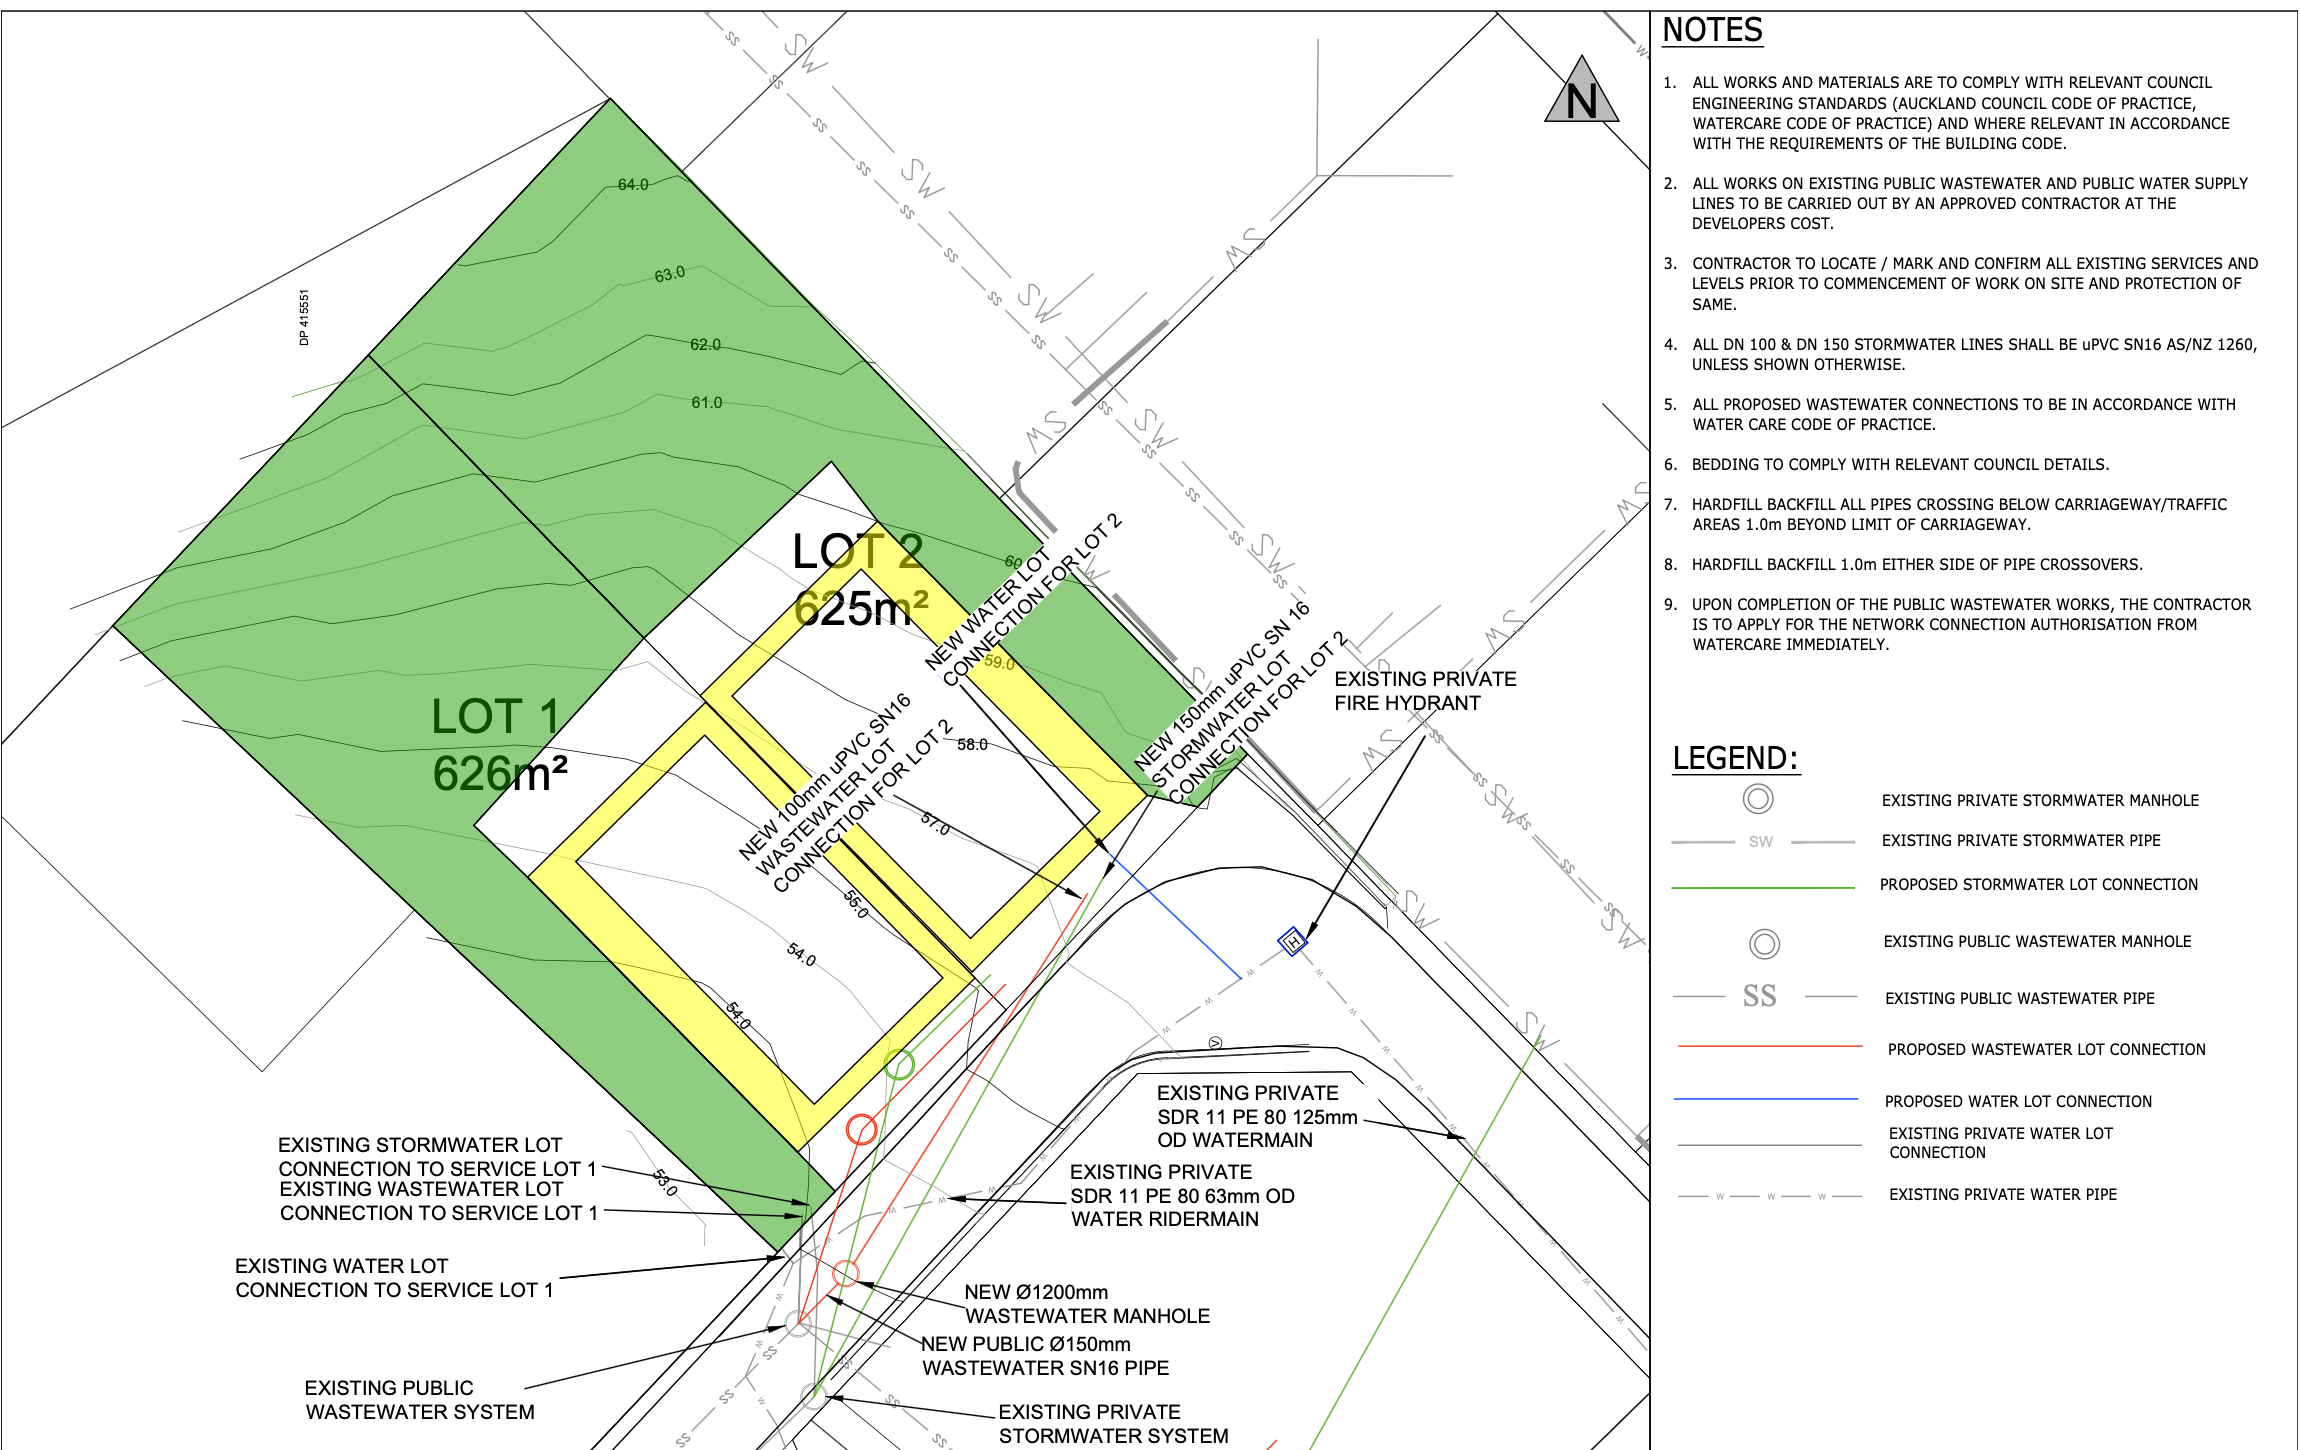 NOTES
1. ALL WORKS AND MATERIALS ARE TO COMPLY WITH RELEVANT COUNCIL
ENGINEERING STANDARDS (AUCKLAND COUNCIL CODE OF PRACTICE,
WATERCARE CODE OF PRACTICE) AND WHERE RELEVANT IN ACCORDANCE
WITH THE REQUIREMENTS OF THE BUILDING CODE.
2. ALL WORKS ON EXISTING PUBLIC WASTEWATER AND PUBLIC WATER SUPPLY
LINES TO BE CARRIED OUT BY AN APPROVED CONTRACTOR AT THE
DEVELOPERS COST.
3. CONTRACTOR TO LOCATE / MARK AND CONFIRM ALL EXISTING SERVICES AND
LEVELS PRIOR TO COMMENCEMENT OF WORK ON SITE AND PROTECTION OF
SAME.
4. ALL DN 100 & DN 150 STORMWATER LINES SHALL BE uPVC SN16 AS/NZ 1260,
UNLESS SHOWN OTHERWISE.
5. ALL PROPOSED WASTEWATER CONNECTIONS TO BE IN ACCORDANCE WITH
WATER CARE CODE OF PRACTICE.
6. BEDDING TO COMPLY WITH RELEVANT COUNCIL DETAILS.
7. HARDFILL BACKFILL ALL PIPES CROSSING BELOW CARRIAGEWAY/TRAFFIC
AREAS 1.0m BEYOND LIMIT OF CARRIAGEWAY.
8. HARDFILL BACKFILL 1.0m EITHER SIDE OF PIPE CROSSOVERS.
9. UPON COMPLETION OF THE PUBLIC WASTEWATER WORKS, THE CONTRACTOR
IS TO APPLY FOR THE NETWORK CONNECTION AUTHORISATION FROM
WATERCARE IMMEDIATELY.
LEGEND:
EXISTING PRIVATE STORMWATER MANHOLE
SW
EXISTING PRIVATE STORMWATER PIPE
PROPOSED STORMWATER LOT CONNECTION
EXISTING PUBLIC WASTEWATER MANHOLE
SS
EXISTING PUBLIC WASTEWATER PIPE
PROPOSED WASTEWATER LOT CONNECTION
PROPOSED WATER LOT CONNECTION
EXISTING PRIVATE WATER LOT
CONNECTION
W W W
EXISTING PRIVATE WATER PIPE
N
DP 415551
64.0
63.0
62.0
61.0
60
59.0
58.0
57.0
55.0
54.0
54.0
53.0
LOT 2
625m²
LOT 1
626m²
NEW WATER LOT
CONNECTION FOR LOT 2
NEW 150mm uPVC SN 16
STORMWATER LOT
CONNECTION FOR LOT 2
NEW 100mm uPVC SN16
WASTEWATER LOT
CONNECTION FOR LOT 2
EXISTING PRIVATE
FIRE HYDRANT
H
V
EXISTING PRIVATE
SDR 11 PE 80 125mm
OD WATERMAIN
EXISTING PRIVATE
SDR 11 PE 80 63mm OD
WATER RIDERMAIN
EXISTING STORMWATER LOT
CONNECTION TO SERVICE LOT 1
EXISTING WASTEWATER LOT
CONNECTION TO SERVICE LOT 1
EXISTING WATER LOT
CONNECTION TO SERVICE LOT 1
NEW Ø1200mm
WASTEWATER MANHOLE
NEW PUBLIC Ø150mm
WASTEWATER SN16 PIPE
EXISTING PUBLIC
WASTEWATER SYSTEM
EXISTING PRIVATE
STORMWATER SYSTEM